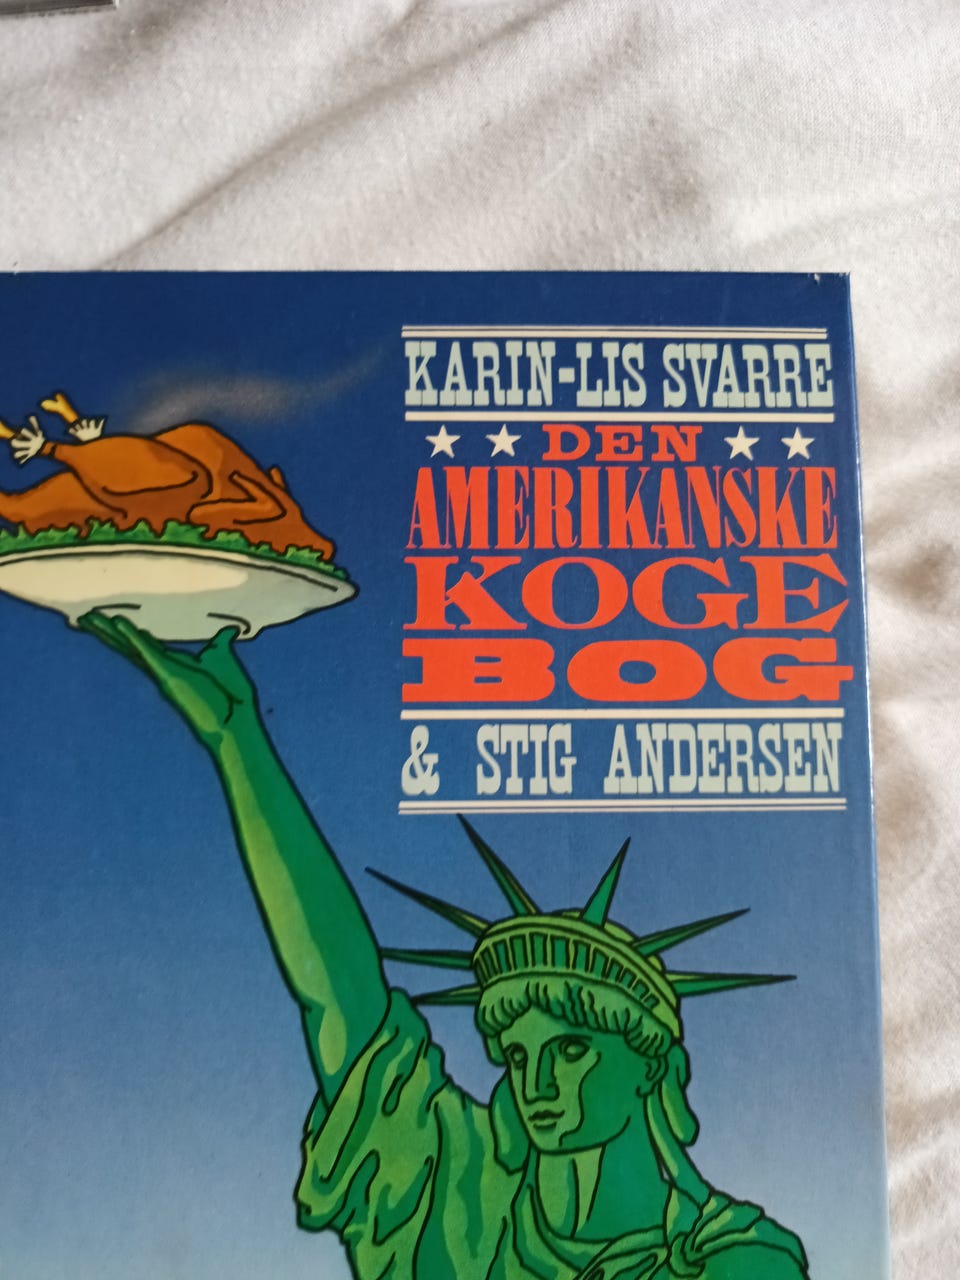 KARIN-LIS SVARRE
DEN
AMERIKANSKE
KOGE
BOG
& STIG ANDERSEN